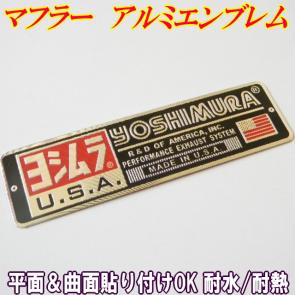 マフラー アルミエンブレム
ヨシムラ
U.S.A.
YOSHIMURA®
R&D OF AMERICA, INC.
PERFORMANCE EXHAUST SYSTEM
MADE IN U.S.A.
平面&曲面貼り付けOK 耐水/耐熱